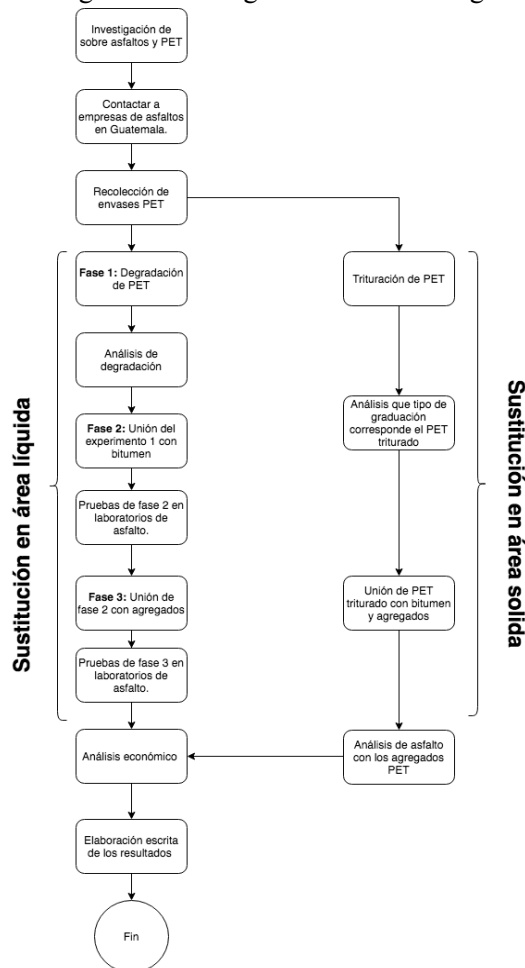 Investigación de
sobre asfaltos y PET
Contactar a
empresas de asfaltos
en Guatemala.
Recolección de
envases PET
Fase 1: Degradación
de PET
Análisis de
degradación
Fase 2: Unión del
experimento 1 con
bitumen
Pruebas de fase 2 en
laboratorios de
asfalto.
Fase 3: Unión de
fase 2 con agregados
Pruebas de fase 3 en
laboratorios de
asfalto.
Sustitución en área líquida
Trituración de PET
Análisis que tipo de
graduación
corresponde el PET
triturado
Unión de PET
triturado con bitumen
y agregados
Análisis de asfalto
con los agregados
PET
Sustitución en área solida
Análisis económico
Elaboración escrita
de los resultados
Fin